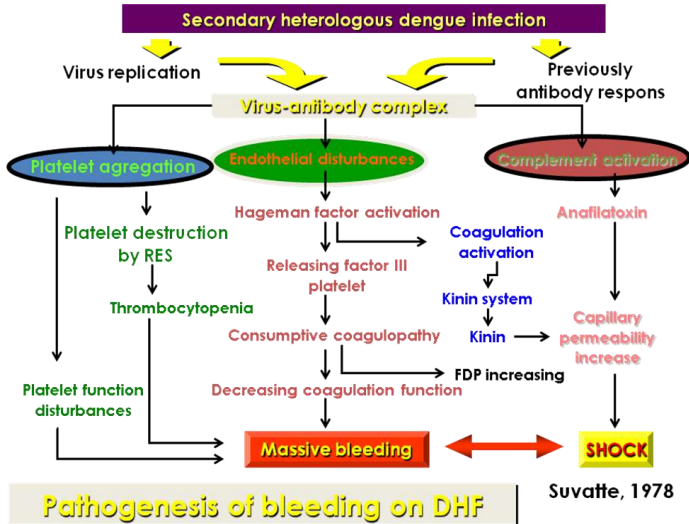 Secondary heterologous dengue infection
Virus replication
Previously
antibody respons
Virus-antibody complex
Platelet agregation
Endothelial disturbances
Complement activation
Hageman factor activation
Anafilatoxin
Platelet destruction
by RES
Coagulation
activation
Releasing factor III
platelet
Thrombocytopenia
Kinin system
Consumptive coagulopathy
Kinin
Capillary
permeability
increase
Platelet function
disturbances
FDP increasing
Decreasing coagulation function
Massive bleeding
SHOCK
Suvatte, 1978
Pathogenesis of bleeding on DHF